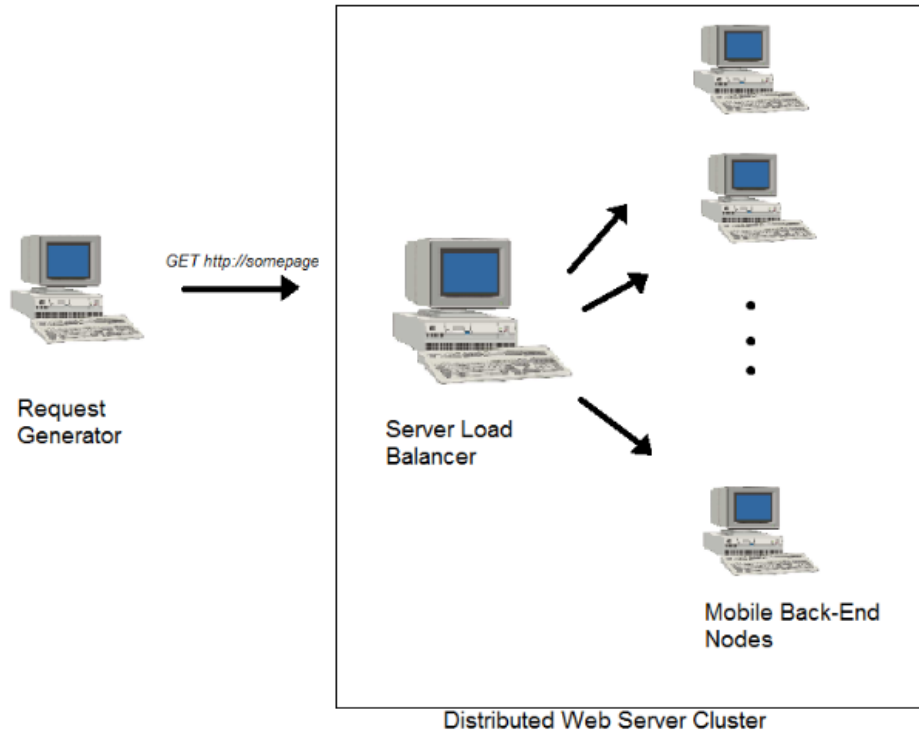 GET http://somepage
Request
Generator
Server Load
Balancer
Mobile Back-End
Nodes
Distributed Web Server Cluster